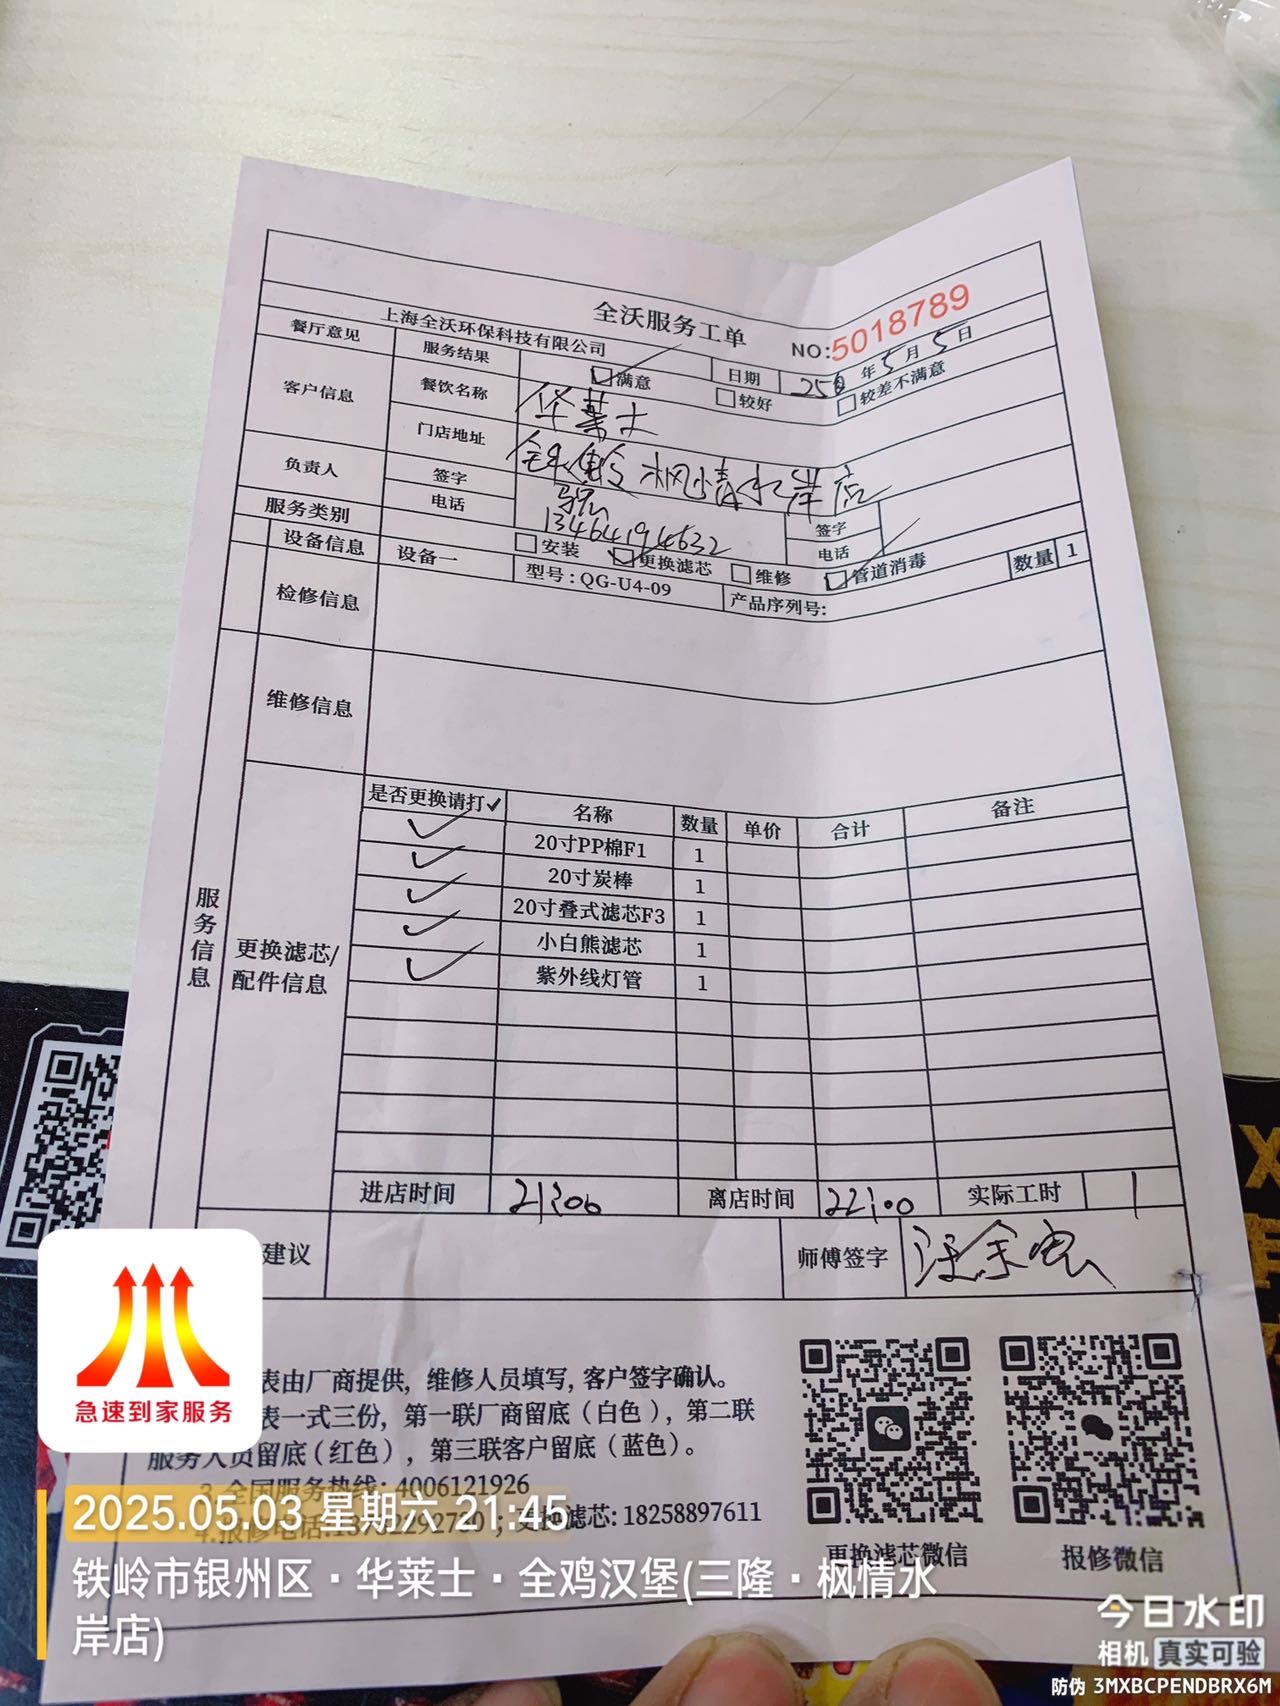 全沃服务工单
NO:5018789
上海全沃环保科技有限公司
日期 25 年 5 月 5 日
餐厅意见 服务结果 满意 较好 较差不满意
客户信息 餐饮名称 华莱士
门店地址 枫情水岸店
负责人 签字 签字
电话 13464194632 电话
服务类别 安装 更换滤芯 维修 管道消毒
设备信息 设备一 型号：QG-U4-09 产品序列号: 数量 1
检修信息
维修信息
服务信息
更换滤芯/
配件信息
是否更换请打✓ 名称 数量 单价 合计 备注
✓ 20寸PP棉F1 1
✓ 20寸炭棒 1
✓ 20寸叠式滤芯F3 1
✓ 小白熊滤芯 1
✓ 紫外线灯管 1
进店时间 21:00 离店时间 22:00 实际工时 1
建议 师傅签字
表由厂商提供，维修人员填写，客户签字确认。
表一式三份，第一联厂商留底（白色），第二联
服务人员留底（红色），第三联客户留底（蓝色）。
3. 全国服务热线：4006121926
更换滤芯: 18258897611
更换滤芯微信 报修微信
急速到家服务
2025.05.03 星期六 21:45
铁岭市银州区·华莱士·全鸡汉堡(三隆·枫情水
岸店)
今日水印
相机 真实可验
防伪 3MXBCPENDBRX6M